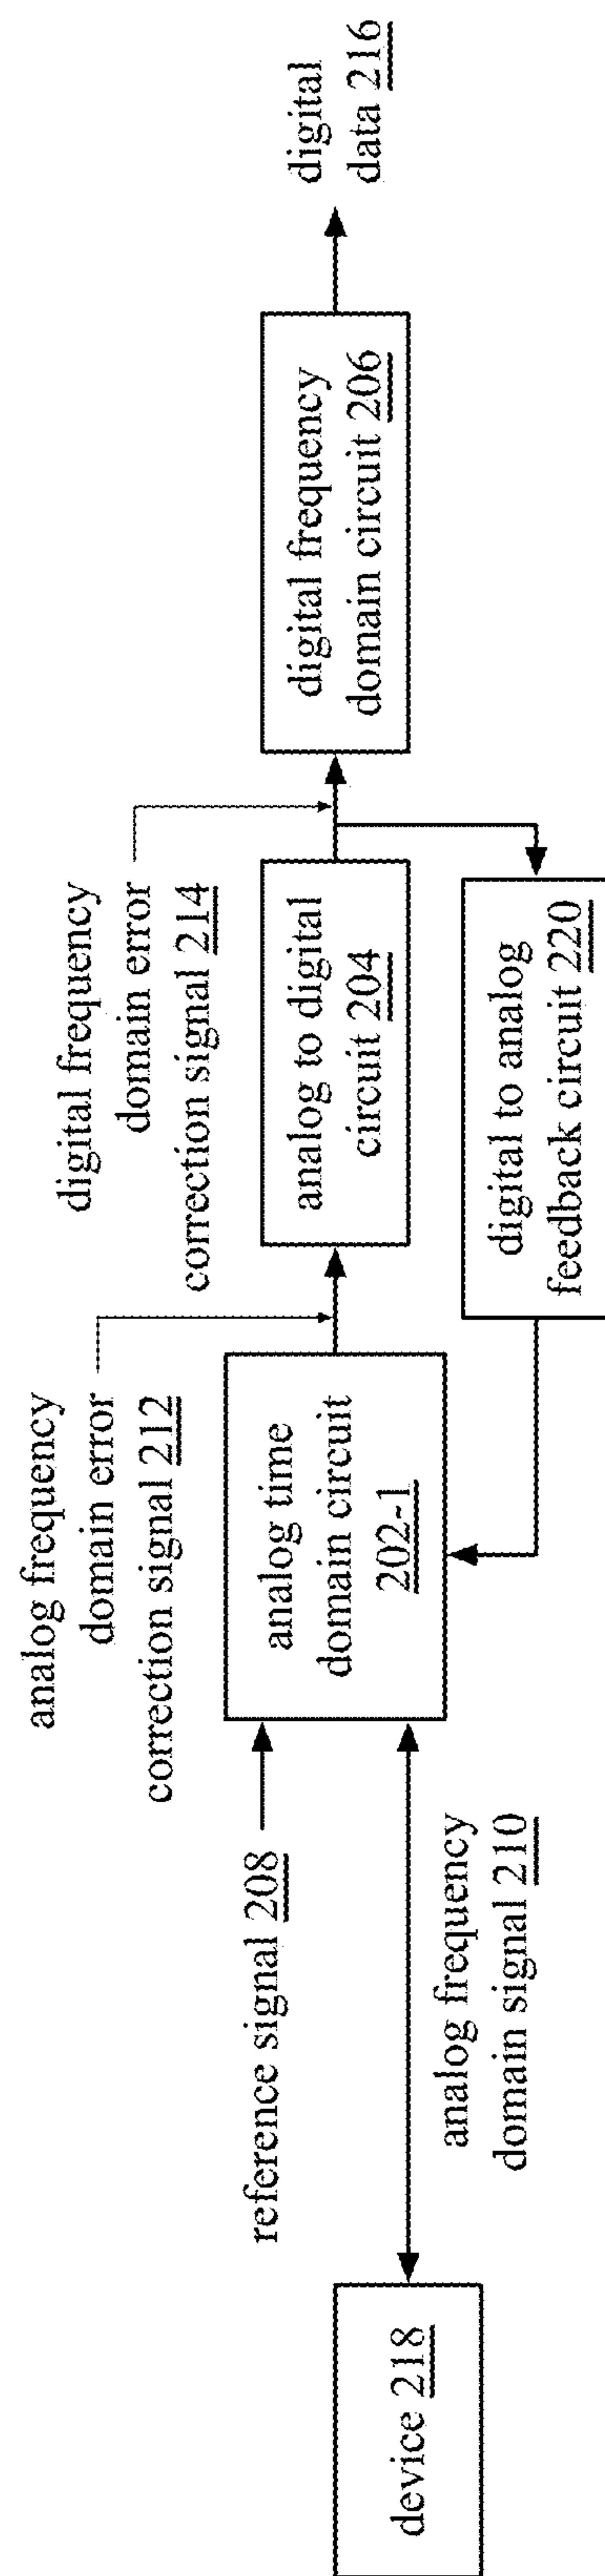 device 218
analog frequency
domain signal 210
reference signal 208
analog time
domain circuit
202-1
analog frequency
domain error
correction signal 212
analog to digital
circuit 204
digital to analog
feedback circuit 220
digital frequency
domain error
correction signal 214
digital frequency
domain circuit 206
digital
data 216